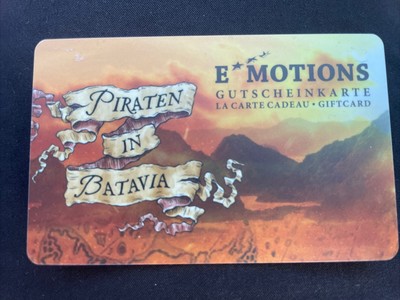 PIRATEN
IN
BATAVIA
E★MOTIONS
GUTSCHEINKARTE
LA CARTE CADEAU • GIFTCARD